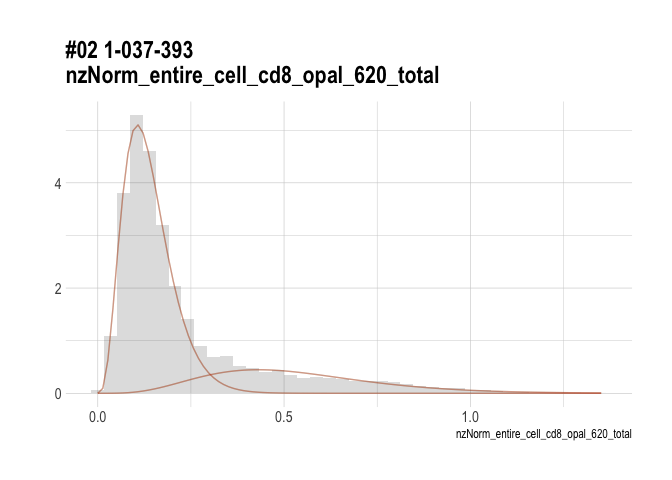 #02 1-037-393
nzNorm_entire_cell_cd8_opal_620_total
4
2
0
0.0 0.5 1.0
nzNorm_entire_cell_cd8_opal_620_total